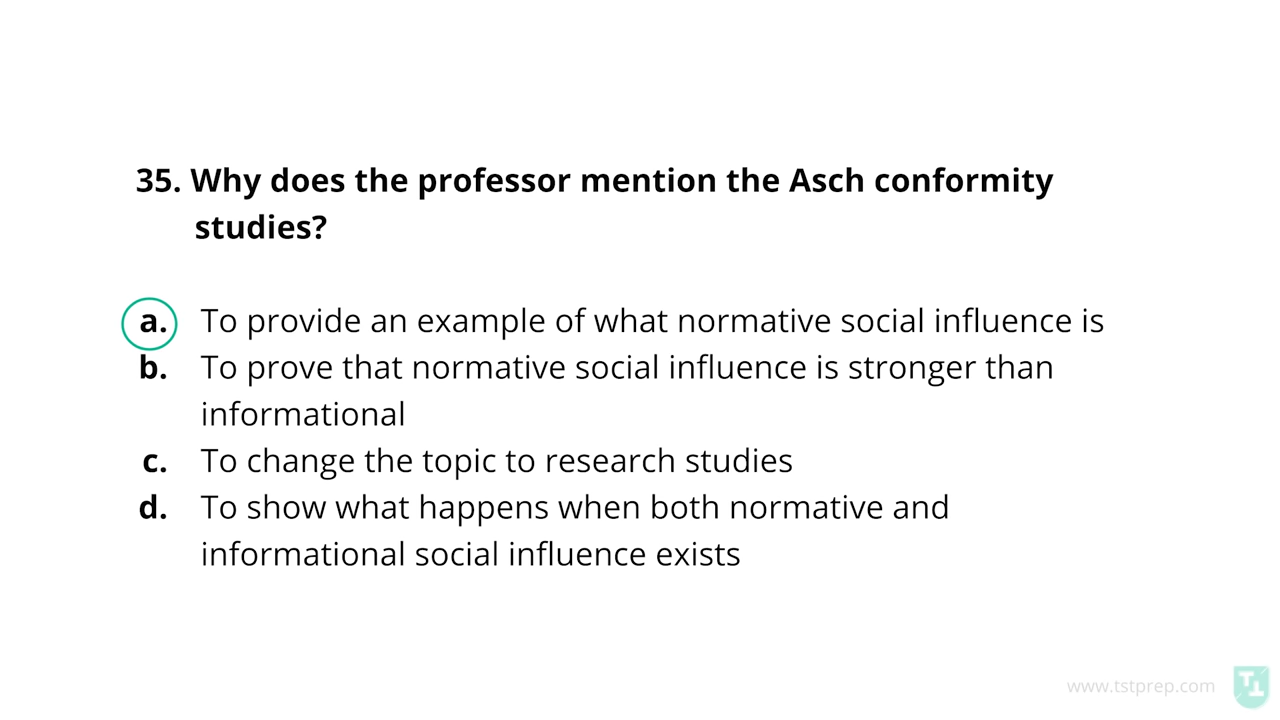 35. Why does the professor mention the Asch conformity
studies?
a. To provide an example of what normative social influence is
b. To prove that normative social influence is stronger than
informational
c. To change the topic to research studies
d. To show what happens when both normative and
informational social influence exists
www.tstprep.com